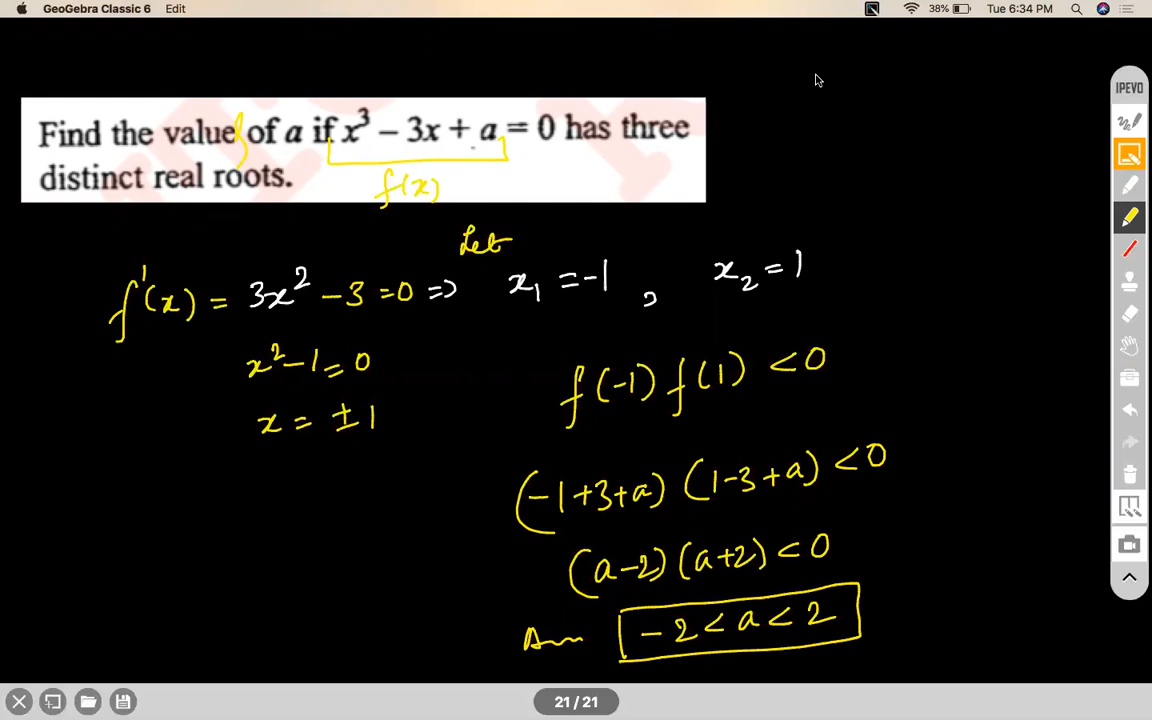 GeoGebra Classic 6 Edit 38% Tue 6:34 PM
IPEVO
Find the value of a if x³ − 3x + a = 0 has three
distinct real roots.
f(x)
Let
f'(x) = 3x² − 3 = 0 ⇒ x₁ = −1 , x₂ = 1
x² − 1 = 0
x = ± 1
f(−1) f(1) < 0
(−1+3+a) (1−3+a) < 0
(a−2) (a+2) < 0
Ans −2 < a < 2
21 / 21